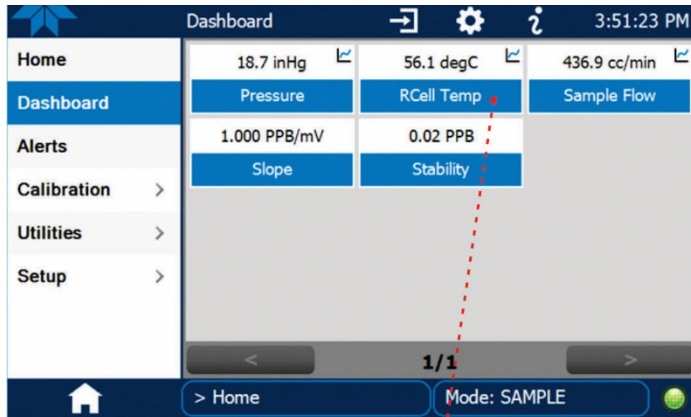 Dashboard
3:51:23 PM
Home
Dashboard
Alerts
Calibration >
Utilities >
Setup >
18.7 inHg
Pressure
56.1 degC
RCell Temp
436.9 cc/min
Sample Flow
1.000 PPB/mV
Slope
0.02 PPB
Stability
< 1/1 >
> Home
Mode: SAMPLE